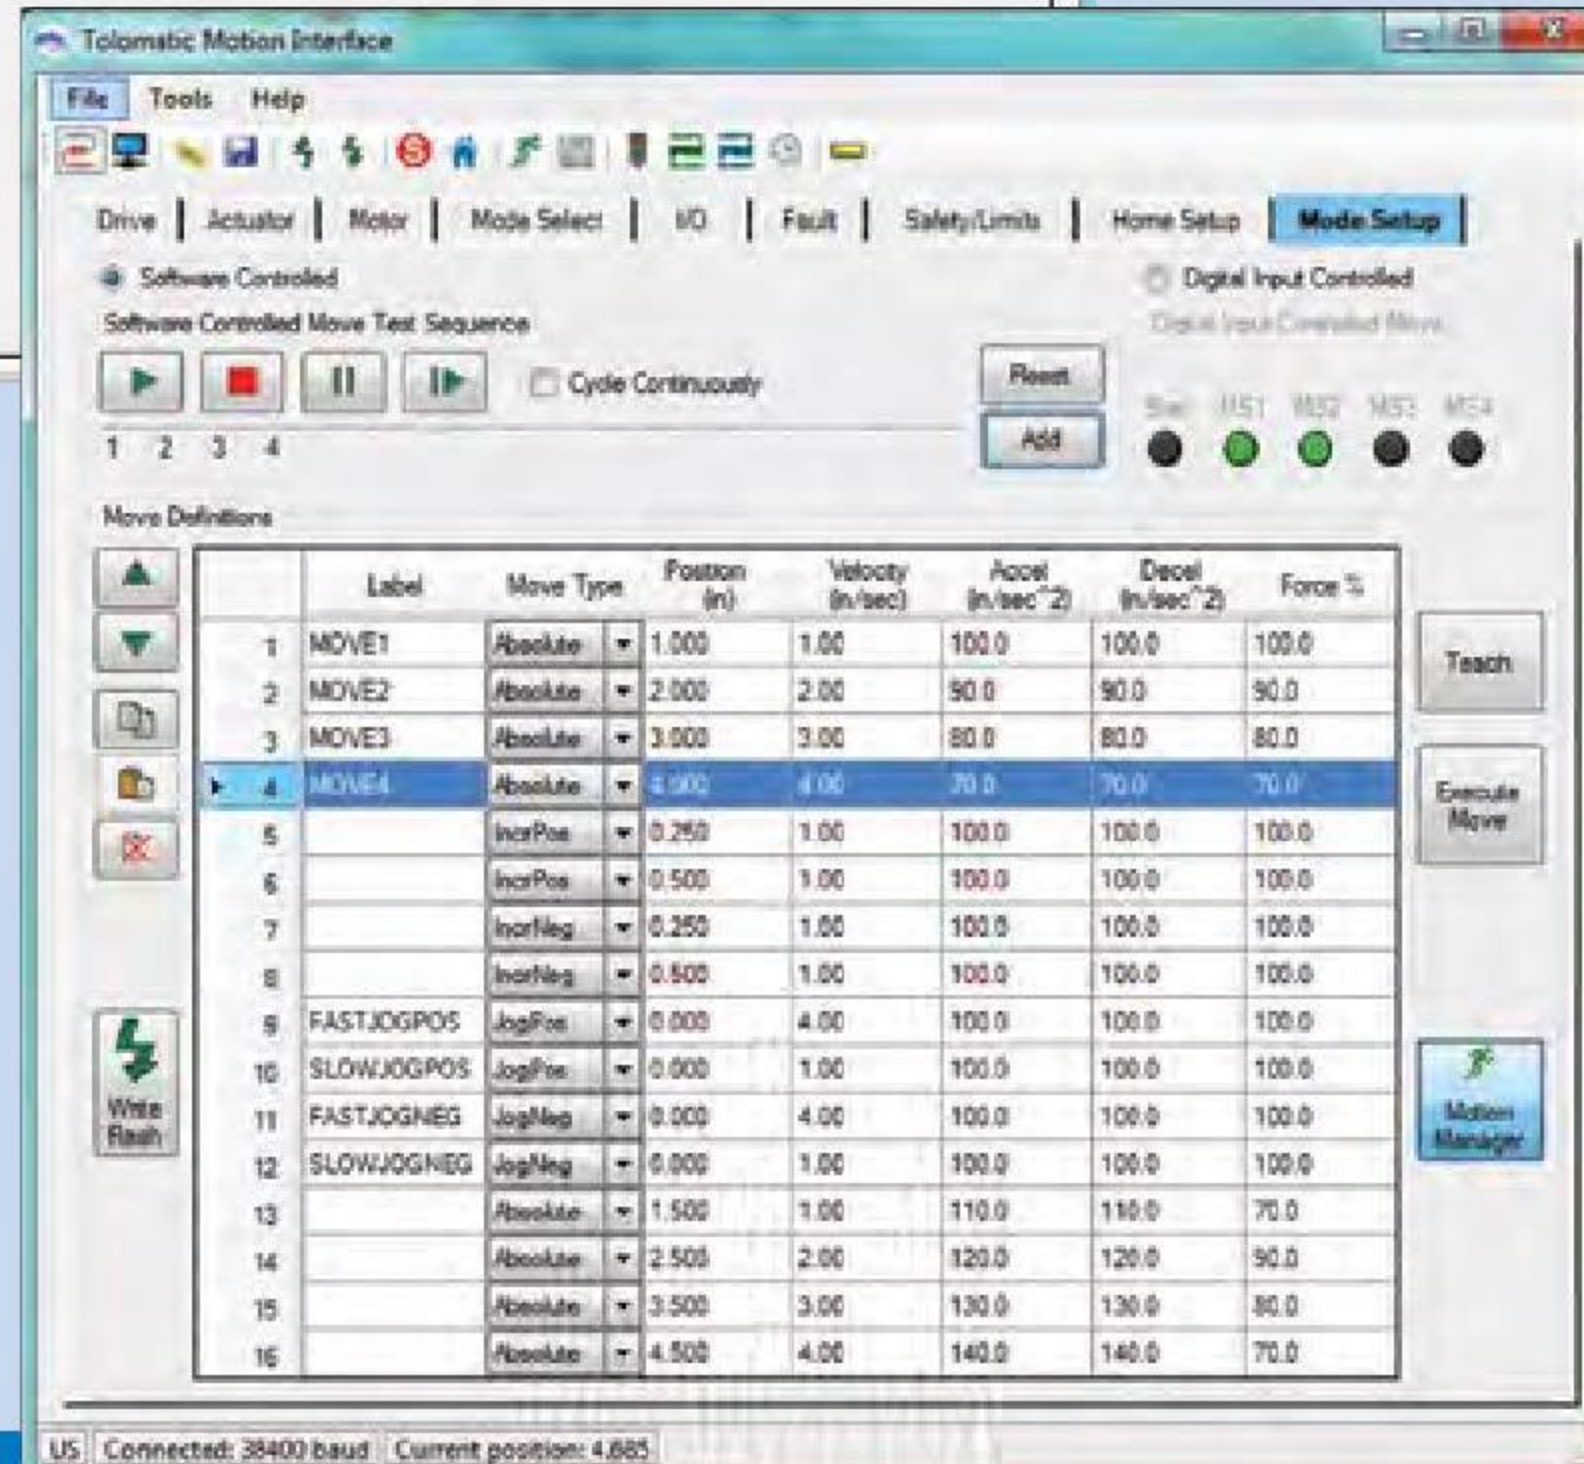 Tolomatic Motion Interface
File Tools Help
Drive Actuator Motor Mode Select I/O Fault Safety/Limits Home Setup Mode Setup
Software Controlled Digital Input Controlled
Software Controlled Move Test Sequence Digital Input Controlled Move
Cycle Continuously Reset
MS1 MS2 MS3 MS4
1 2 3 4 Add
Move Definitions
Label Move Type Position (in) Velocity (in/sec) Accel (in/sec^2) Decel (in/sec^2) Force %
1 MOVE1 Absolute 1.000 1.00 100.0 100.0 100.0
2 MOVE2 Absolute 2.000 2.00 90.0 90.0 90.0
3 MOVE3 Absolute 3.000 3.00 80.0 80.0 80.0
4 MOVE4 Absolute 4.000 4.00 70.0 70.0 70.0
5 IncrPos 0.250 1.00 100.0 100.0 100.0
6 IncrPos 0.500 1.00 100.0 100.0 100.0
7 IncrNeg 0.250 1.00 100.0 100.0 100.0
8 IncrNeg 0.500 1.00 100.0 100.0 100.0
9 FASTJOGPOS JogPos 0.000 4.00 100.0 100.0 100.0
10 SLOWJOGPOS JogPos 0.000 1.00 100.0 100.0 100.0
11 FASTJOGNEG JogNeg 0.000 4.00 100.0 100.0 100.0
12 SLOWJOGNEG JogNeg 0.000 1.00 100.0 100.0 100.0
13 Absolute 1.500 1.00 110.0 110.0 70.0
14 Absolute 2.500 2.00 120.0 120.0 90.0
15 Absolute 3.500 3.00 130.0 130.0 80.0
16 Absolute 4.500 4.00 140.0 140.0 70.0
Teach
Execute
Move
Write
Flash
Motion
Manager
US Connected: 38400 baud Current position: 4.685